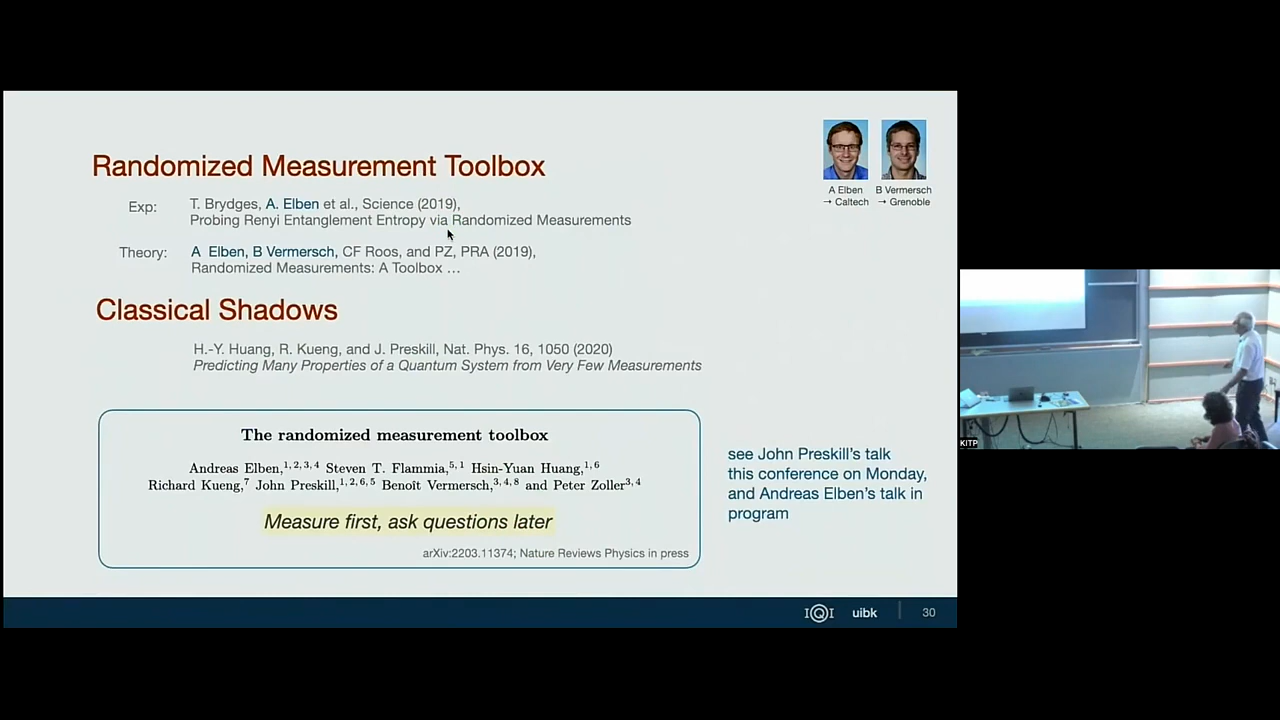 Randomized Measurement Toolbox
Exp:
T. Brydges, A. Elben et al., Science (2019),
Probing Renyi Entanglement Entropy via Randomized Measurements
Theory:
A Elben, B Vermersch, CF Roos, and PZ, PRA (2019),
Randomized Measurements: A Toolbox …
A Elben
→ Caltech
B Vermersch
→ Grenoble
Classical Shadows
H.-Y. Huang, R. Kueng, and J. Preskill, Nat. Phys. 16, 1050 (2020)
Predicting Many Properties of a Quantum System from Very Few Measurements
The randomized measurement toolbox
Andreas Elben,1, 2, 3, 4 Steven T. Flammia,5, 1 Hsin-Yuan Huang,1, 6
Richard Kueng,7 John Preskill,1, 2, 6, 5 Benoît Vermersch,3, 4, 8 and Peter Zoller3, 4
Measure first, ask questions later
arXiv:2203.11374; Nature Reviews Physics in press
see John Preskill's talk
this conference on Monday,
and Andreas Elben's talk in
program
IQI uibk | 30
KITP